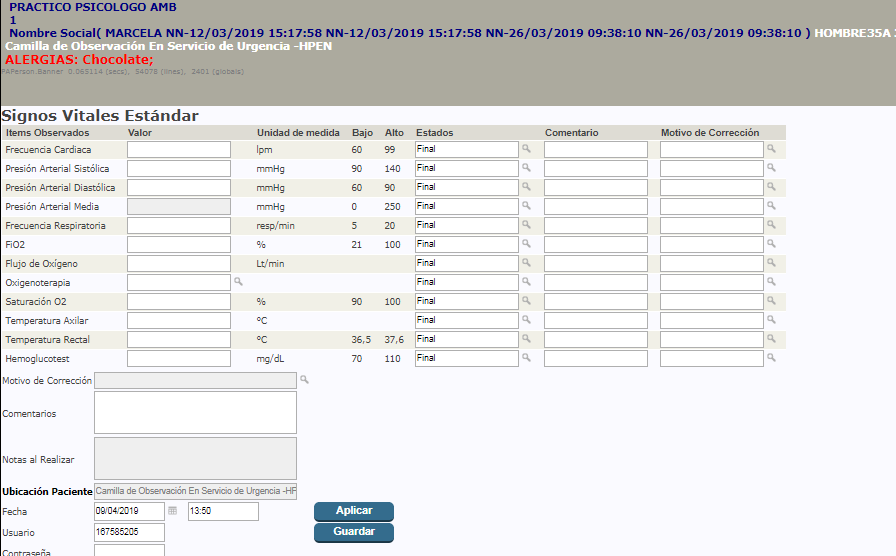 PRACTICO PSICOLOGO AMB
1
Nombre Social( MARCELA NN-12/03/2019 15:17:58 NN-12/03/2019 15:17:58 NN-26/03/2019 09:38:10 NN-26/03/2019 09:38:10 ) HOMBRE35A
Camilla de Observación En Servicio de Urgencia -HPEN
ALERGIAS: Chocolate;
PAPerson.Banner 0.065114 (secs), 54078 (lines), 2401 (globals)
Signos Vitales Estándar
Items Observados Valor Unidad de medida Bajo Alto Estados Comentario Motivo de Corrección
Frecuencia Cardiaca lpm 60 99 Final
Presión Arterial Sistólica mmHg 90 140 Final
Presión Arterial Diastólica mmHg 60 90 Final
Presión Arterial Media mmHg 0 250 Final
Frecuencia Respiratoria resp/min 5 20 Final
FiO2 % 21 100 Final
Flujo de Oxígeno Lt/min Final
Oxigenoterapia Final
Saturación O2 % 90 100 Final
Temperatura Axilar ºC Final
Temperatura Rectal ºC 36,5 37,6 Final
Hemoglucotest mg/dL 70 110 Final
Motivo de Corrección
Comentarios
Notas al Realizar
Ubicación Paciente Camilla de Observación En Servicio de Urgencia -HP
Fecha 09/04/2019 13:50 Aplicar
Usuario 167585205 Guardar
Contraseña